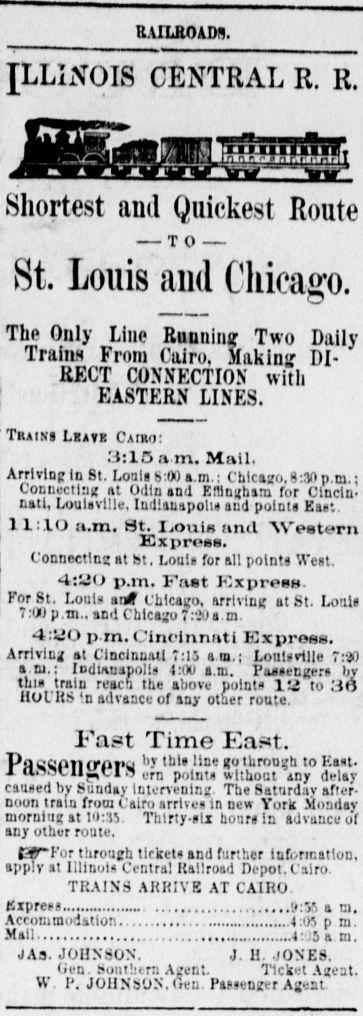 RAILROADS.
ILLINOIS CENTRAL R. R.
Shortest and Quickest Route
— TO —
St. Louis and Chicago.
The Only Line Running Two Daily
Trains From Cairo, Making DI-
RECT CONNECTION with
EASTERN LINES.
TRAINS LEAVE CAIRO:
3:15 a m. Mail,
Arriving in St. Louis 8:00 a.m.; Chicago, 8:30 p.m.;
Connecting at Odin and Effingham for Cincin-
nati, Louisville, Indianapolis and points East.
11:10 a.m. St. Louis and Western
Express.
Connecting at St. Louis for all points West.
4:20 p.m. Fast Express.
For St. Louis and Chicago, arriving at St. Louis
7:00 p.m., and Chicago 7:20 a.m.
4:20 p.m. Cincinnati Express.
Arriving at Cincinnati 7:15 a.m.; Louisville 7:20
a.m.; Indianapolis 4:00 a.m. Passengers by
this train reach the above points 12 to 36
HOURS in advance of any other route.
Fast Time East.
Passengers by this line go through to East-
ern points without any delay
caused by Sunday intervening. The Saturday after-
noon train from Cairo arrives in new York Monday
morning at 10:35. Thirty-six hours in advance of
any other route.
For through tickets and further information,
apply at Illinois Central Railroad Depot, Cairo.
TRAINS ARRIVE AT CAIRO
Express.............................9:55 a m.
Accommodation.............................4:05 p m.
Mail.............................4:05 a m.
JAS. JOHNSON, J. H. JONES,
Gen. Southern Agent. Ticket Agent.
W. P. JOHNSON, Gen. Passenger Agent.